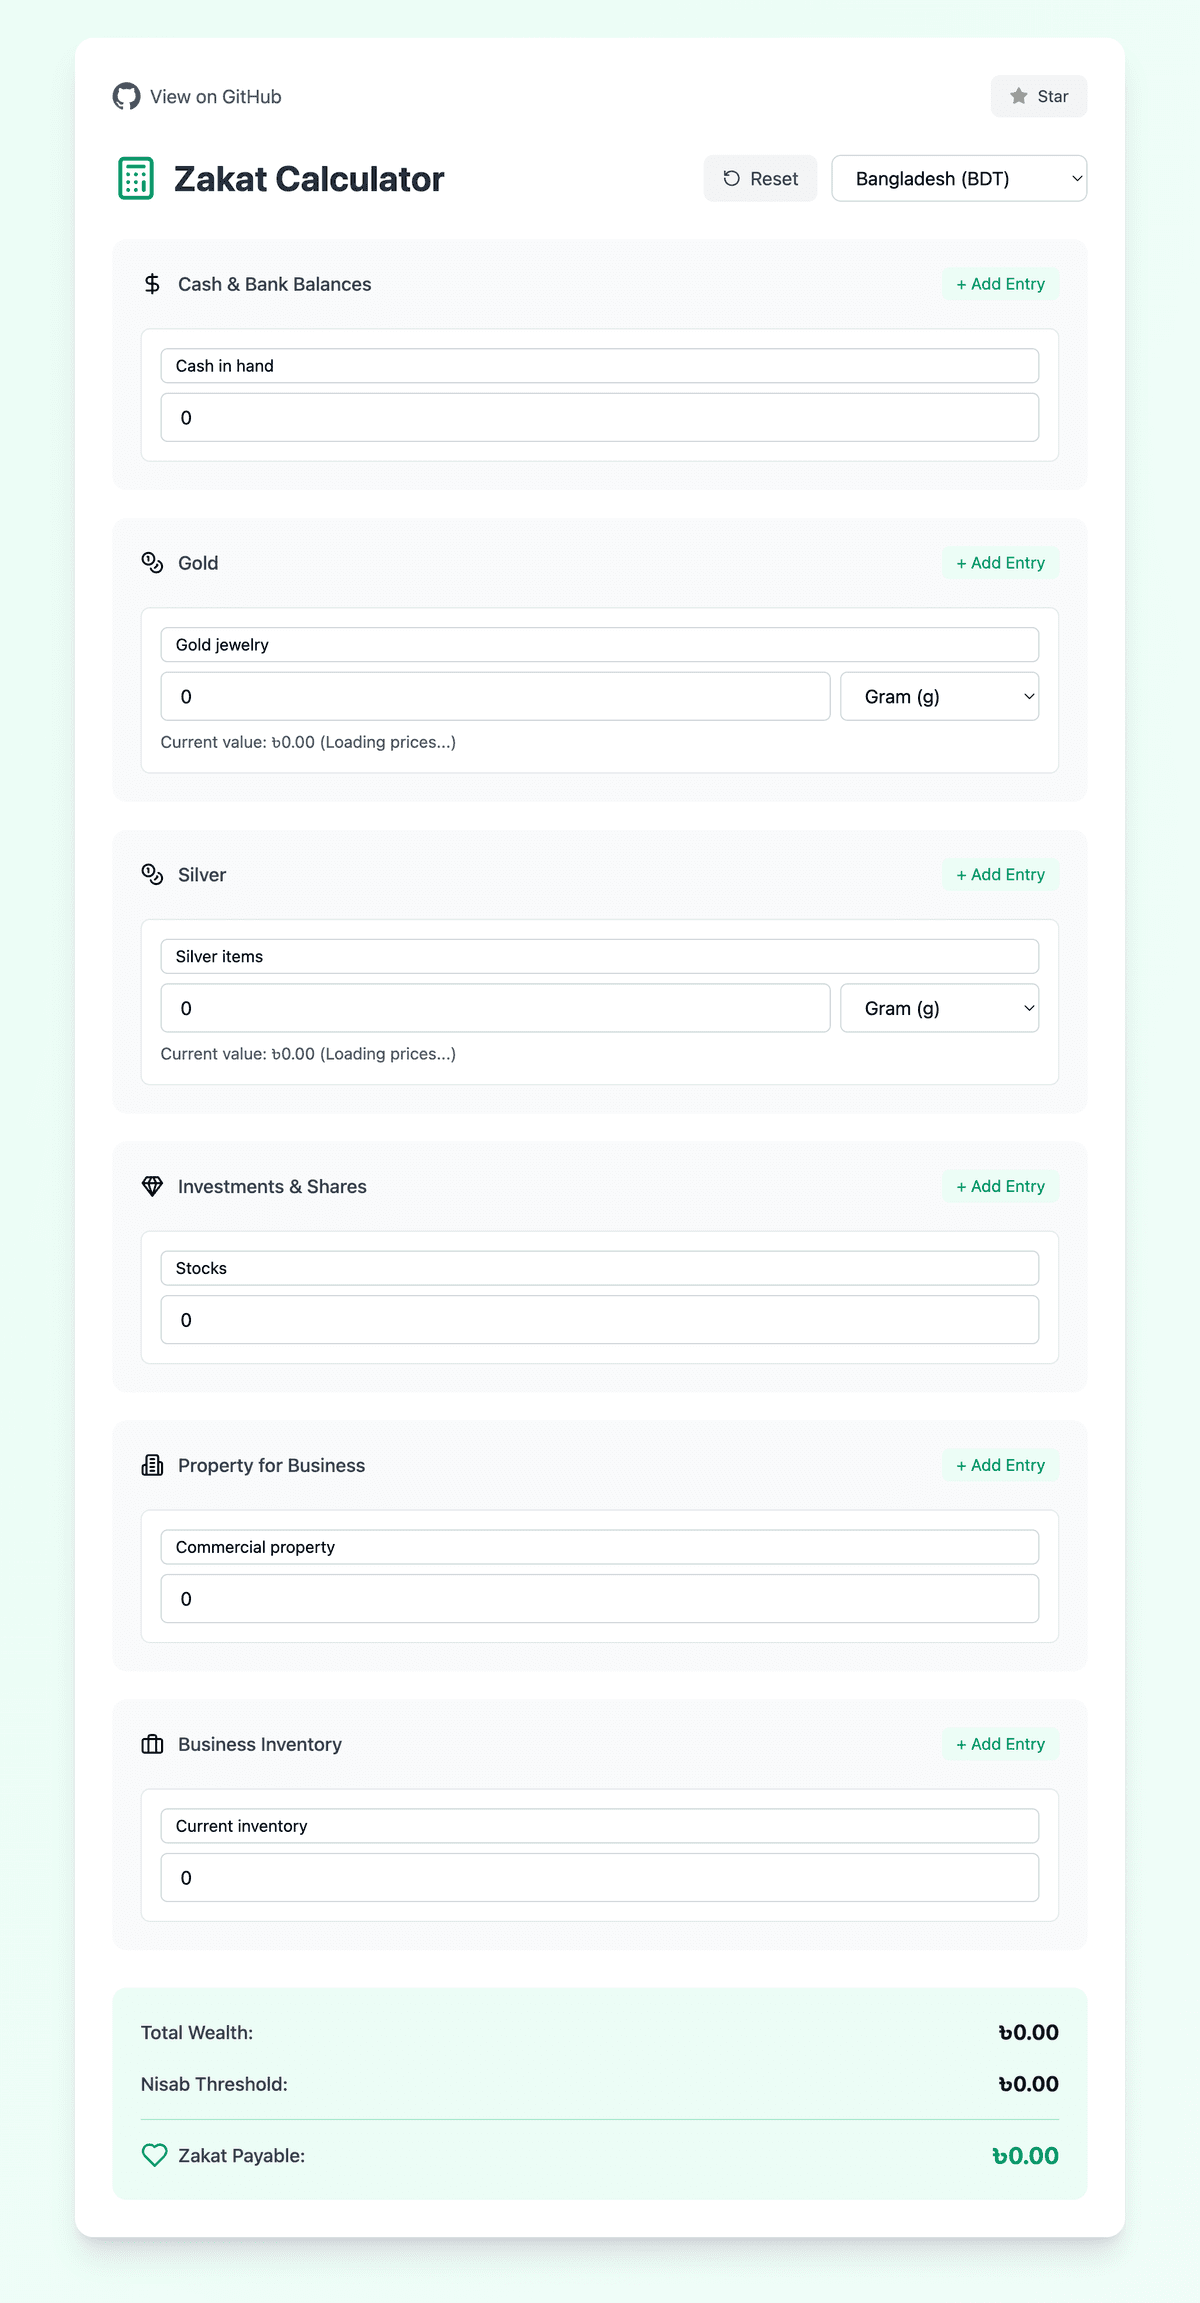 View on GitHub
Star
Zakat Calculator
Reset
Bangladesh (BDT)
Cash & Bank Balances
+ Add Entry
Cash in hand
0
Gold
+ Add Entry
Gold jewelry
0
Gram (g)
Current value: ৳0.00 (Loading prices...)
Silver
+ Add Entry
Silver items
0
Gram (g)
Current value: ৳0.00 (Loading prices...)
Investments & Shares
+ Add Entry
Stocks
0
Property for Business
+ Add Entry
Commercial property
0
Business Inventory
+ Add Entry
Current inventory
0
Total Wealth:
৳0.00
Nisab Threshold:
৳0.00
Zakat Payable:
৳0.00